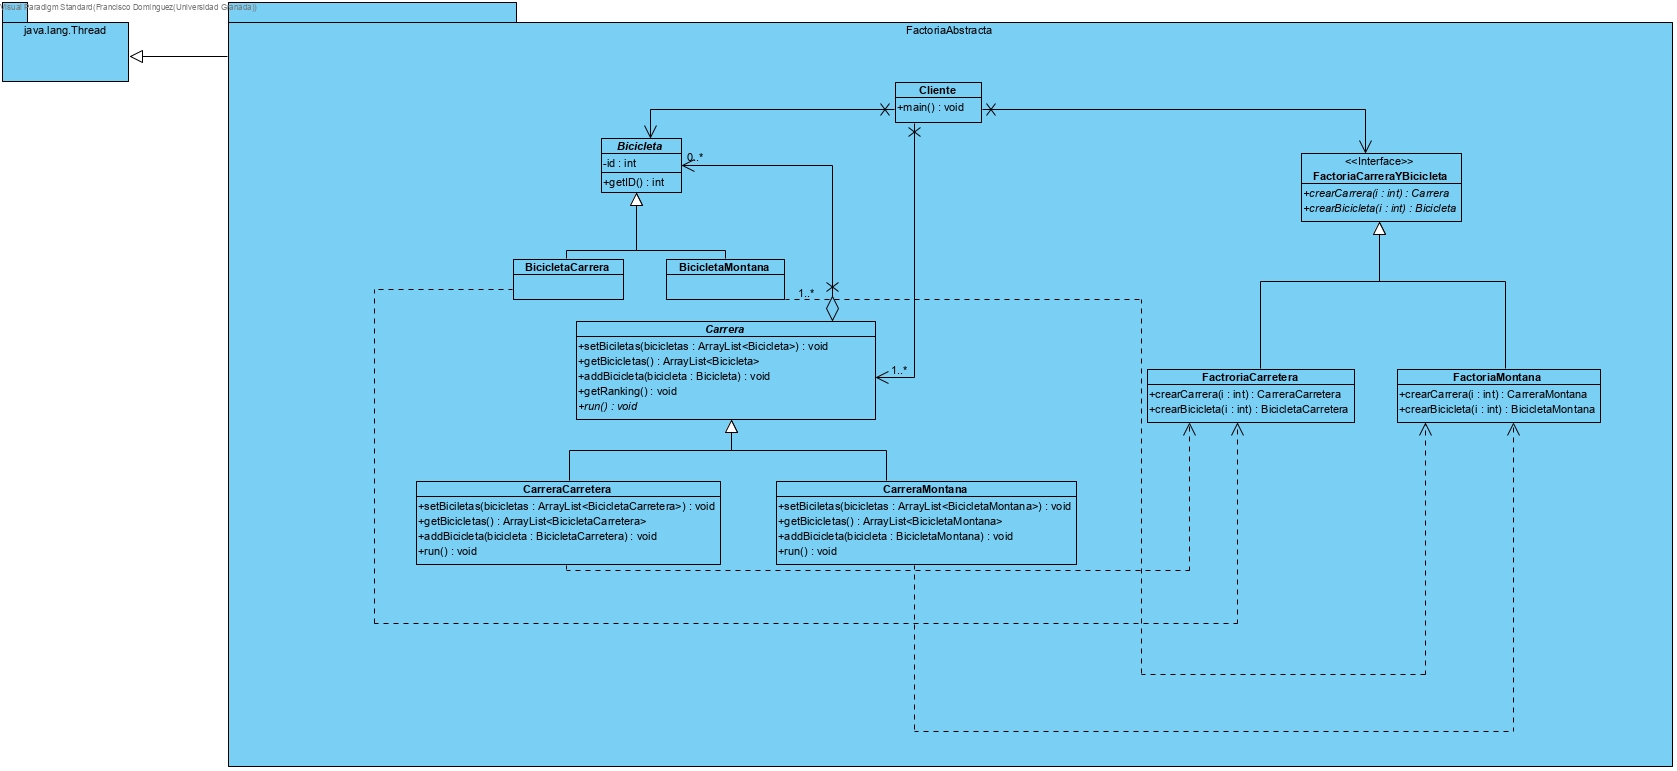 Visual Paradigm Standard(Francisco Domínguez(Universidad Granada))
java.lang.Thread
FactoriaAbstracta
Cliente
+main() : void
Bicicleta
-id : int
+getID() : int
0..*
<<Interface>>
FactoriaCarreraYBicicleta
+crearCarrera(i : int) : Carrera
+crearBicicleta(i : int) : Bicicleta
BicicletaCarrera
BicicletaMontana
1..*
Carrera
+setBiciletas(bicicletas : ArrayList<Bicicleta>) : void
+getBicicletas() : ArrayList<Bicicleta>
+addBicicleta(bicicleta : Bicicleta) : void
+getRanking() : void
+run() : void
1..*
FactroriaCarretera
+crearCarrera(i : int) : CarreraCarretera
+crearBicicleta(i : int) : BicicletaCarretera
FactoriaMontana
+crearCarrera(i : int) : CarreraMontana
+crearBicicleta(i : int) : BicicletaMontana
CarreraCarretera
+setBiciletas(bicicletas : ArrayList<BicicletaCarretera>) : void
+getBicicletas() : ArrayList<BicicletaCarretera>
+addBicicleta(bicicleta : BicicletaCarretera) : void
+run() : void
CarreraMontana
+setBiciletas(bicicletas : ArrayList<BicicletaMontana>) : void
+getBicicletas() : ArrayList<BicicletaMontana>
+addBicicleta(bicicleta : BicicletaMontana) : void
+run() : void